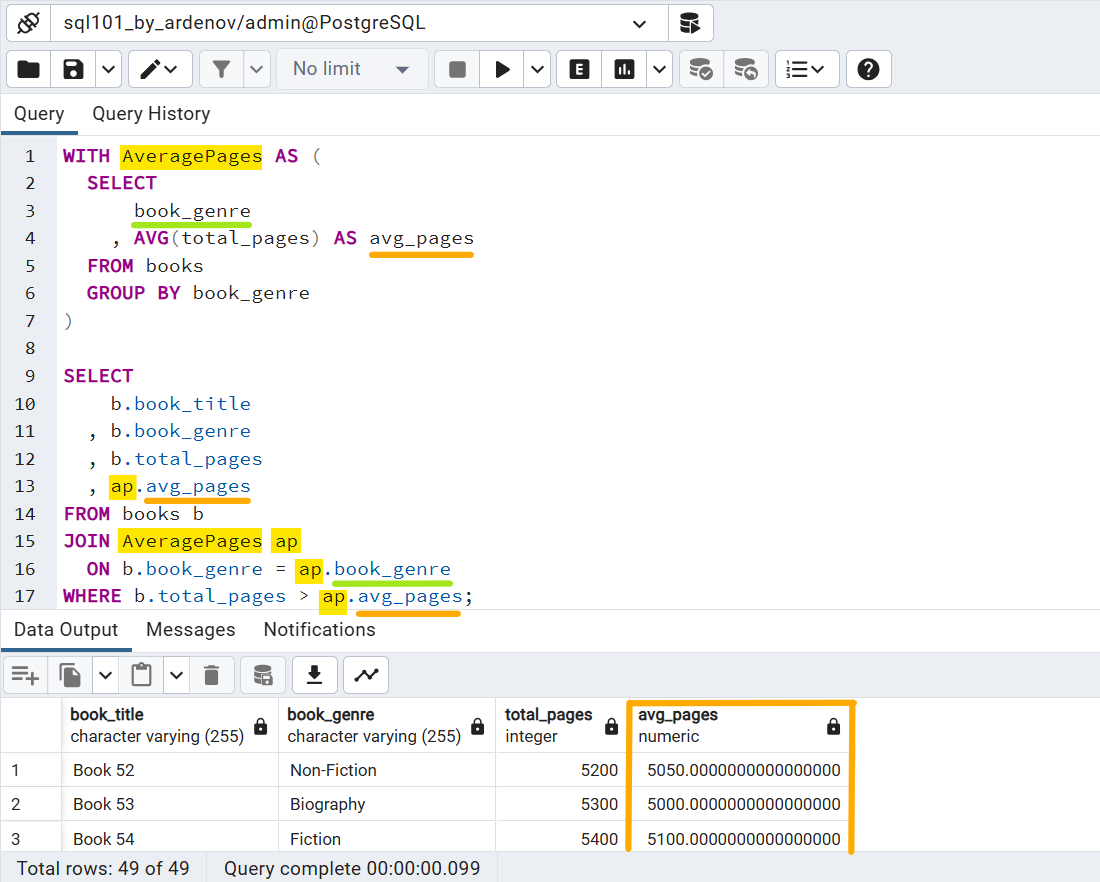 sql101_by_ardenov/admin@PostgreSQL
No limit
E
Query Query History
1 WITH AveragePages AS (
2 SELECT
3 book_genre
4 , AVG(total_pages) AS avg_pages
5 FROM books
6 GROUP BY book_genre
7 )
8
9 SELECT
10 b.book_title
11 , b.book_genre
12 , b.total_pages
13 , ap.avg_pages
14 FROM books b
15 JOIN AveragePages ap
16 ON b.book_genre = ap.book_genre
17 WHERE b.total_pages > ap.avg_pages;
Data Output Messages Notifications
book_title book_genre total_pages avg_pages
character varying (255) character varying (255) integer numeric
1 Book 52 Non-Fiction 5200 5050.0000000000000000
2 Book 53 Biography 5300 5000.0000000000000000
3 Book 54 Fiction 5400 5100.0000000000000000
Total rows: 49 of 49 Query complete 00:00:00.099